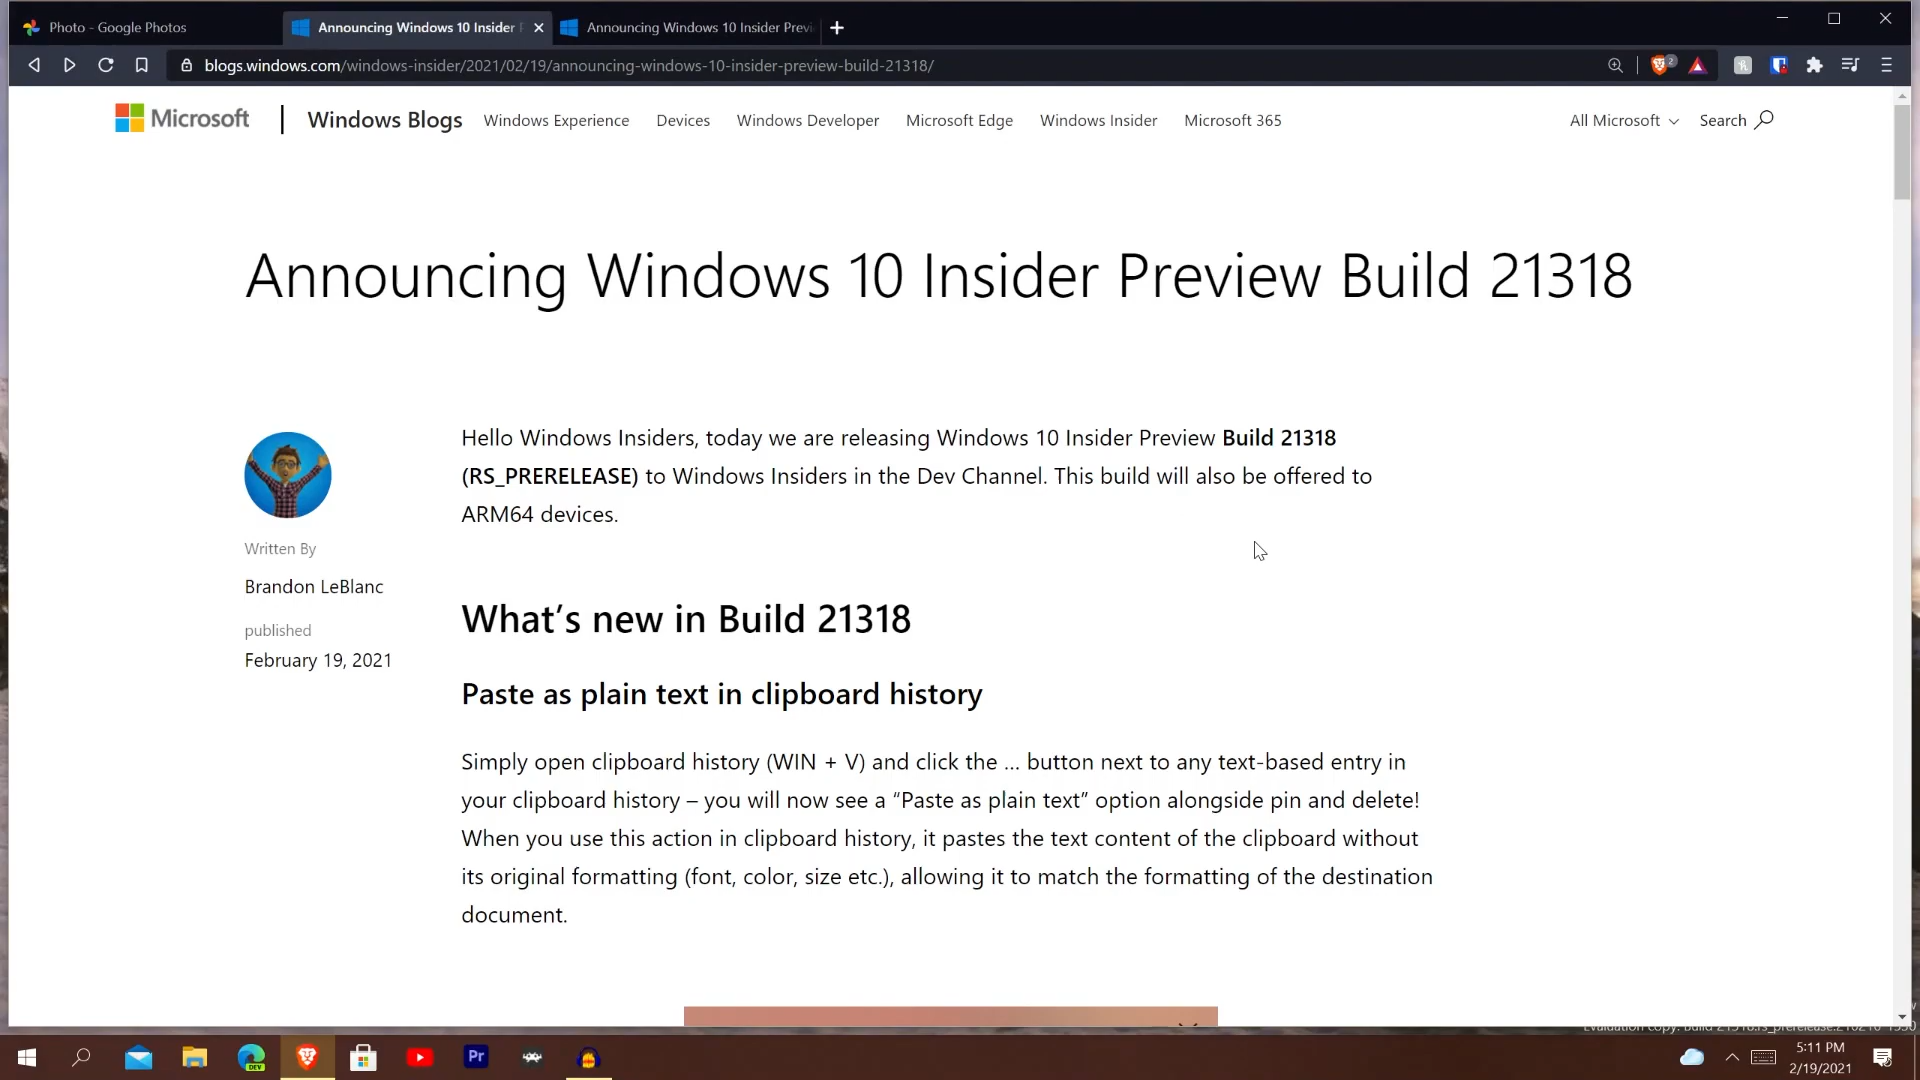 Photo - Google Photos
Announcing Windows 10 Insider P
Announcing Windows 10 Insider Previ
blogs.windows.com/windows-insider/2021/02/19/announcing-windows-10-insider-preview-build-21318/
2
Microsoft
Windows Blogs
Windows Experience
Devices
Windows Developer
Microsoft Edge
Windows Insider
Microsoft 365
All Microsoft
Search
Announcing Windows 10 Insider Preview Build 21318
Hello Windows Insiders, today we are releasing Windows 10 Insider Preview Build 21318
(RS_PRERELEASE) to Windows Insiders in the Dev Channel. This build will also be offered to
ARM64 devices.
Written By
Brandon LeBlanc
published
February 19, 2021
What’s new in Build 21318
Paste as plain text in clipboard history
Simply open clipboard history (WIN + V) and click the … button next to any text-based entry in
your clipboard history – you will now see a “Paste as plain text” option alongside pin and delete!
When you use this action in clipboard history, it pastes the text content of the clipboard without
its original formatting (font, color, size etc.), allowing it to match the formatting of the destination
document.
DEV
Pr
5:11 PM
2/19/2021